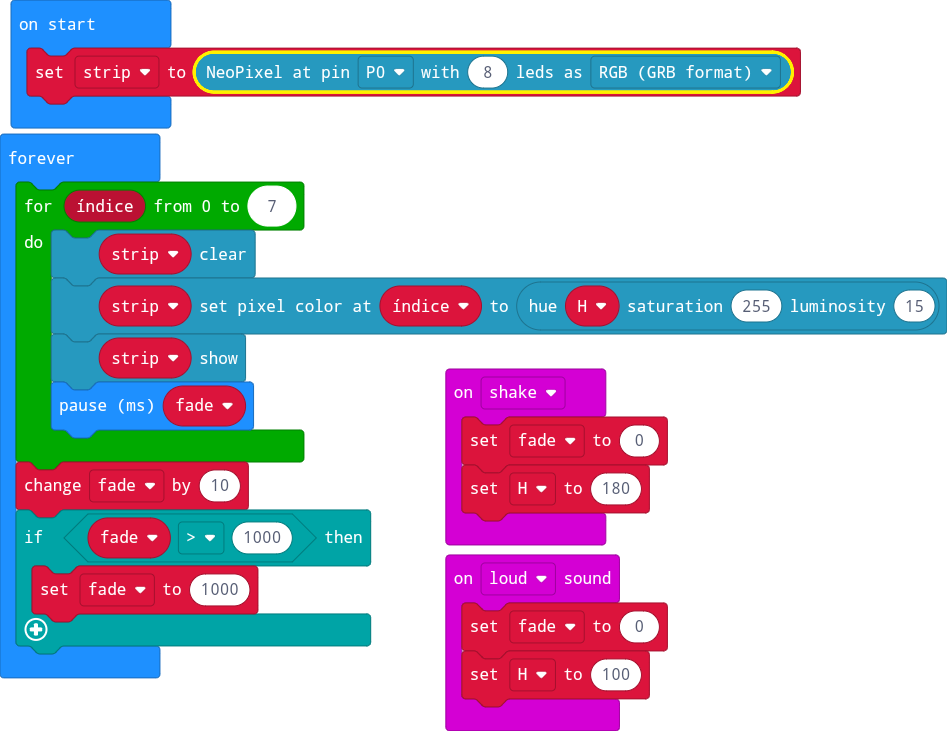 on start
set strip to NeoPixel at pin P0 with 8 leds as RGB (GRB format)
forever
for índice from 0 to 7
do
strip clear
strip set pixel color at índice to hue H saturation 255 luminosity 15
strip show
pause (ms) fade
change fade by 10
if fade > 1000 then
set fade to 1000
on shake
set fade to 0
set H to 180
on loud sound
set fade to 0
set H to 100